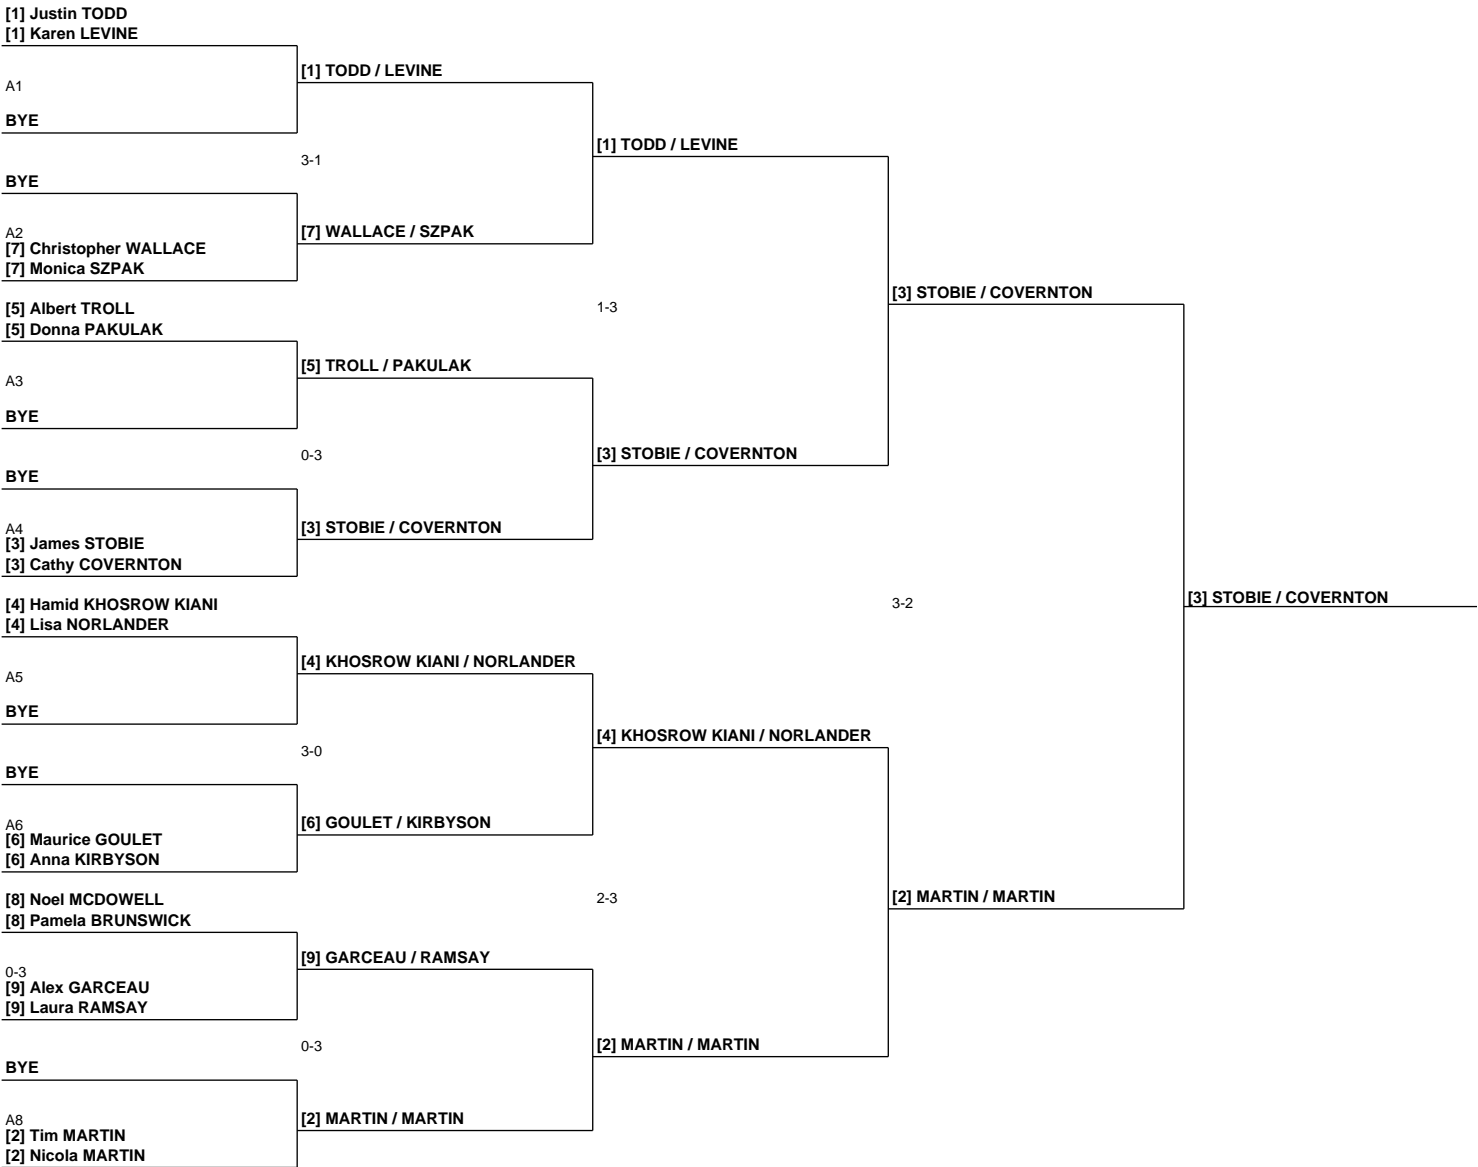 [1] Justin TODD
[1] Karen LEVINE
[1] TODD / LEVINE
A1
BYE
[1] TODD / LEVINE
3-1
BYE
A2
[7] WALLACE / SZPAK
[7] Christopher WALLACE
[7] Monica SZPAK
[3] STOBIE / COVERNTON
[5] Albert TROLL
1-3
[5] Donna PAKULAK
[5] TROLL / PAKULAK
A3
BYE
0-3
[3] STOBIE / COVERNTON
BYE
A4
[3] STOBIE / COVERNTON
[3] James STOBIE
[3] Cathy COVERNTON
[4] Hamid KHOSROW KIANI
3-2
[3] STOBIE / COVERNTON
[4] Lisa NORLANDER
[4] KHOSROW KIANI / NORLANDER
A5
BYE
[4] KHOSROW KIANI / NORLANDER
3-0
BYE
A6
[6] GOULET / KIRBYSON
[6] Maurice GOULET
[6] Anna KIRBYSON
[8] Noel MCDOWELL
2-3
[2] MARTIN / MARTIN
[8] Pamela BRUNSWICK
[9] GARCEAU / RAMSAY
0-3
[9] Alex GARCEAU
[9] Laura RAMSAY
0-3
[2] MARTIN / MARTIN
BYE
A8
[2] MARTIN / MARTIN
[2] Tim MARTIN
[2] Nicola MARTIN